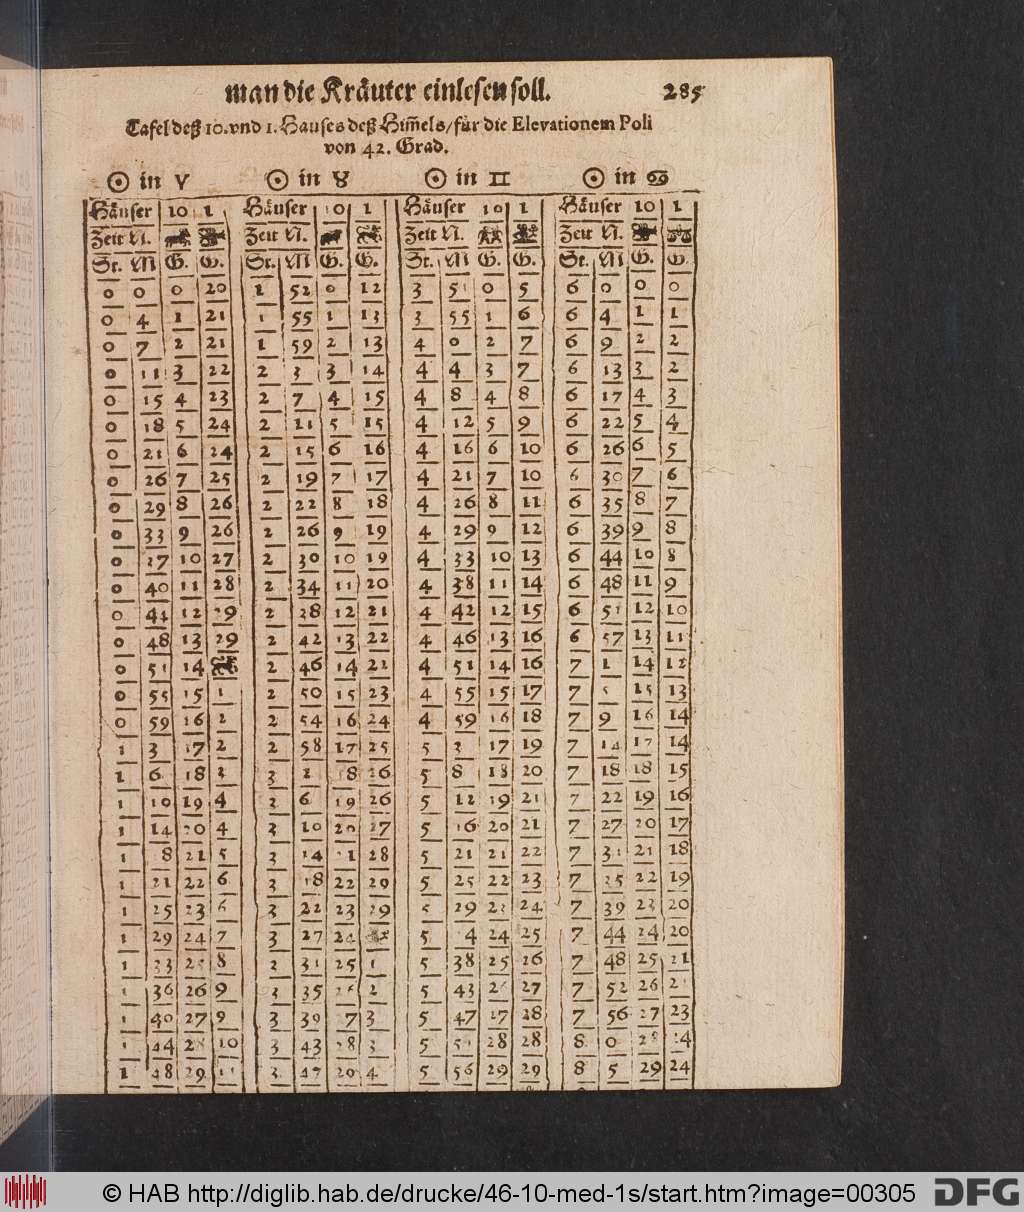 man die Kräuter einlesen soll. 285
Tafel deß 10. vnd 1. Hauses deß Him̃els/ für die Elevationem Poli
von 42. Grad.
☉ in ♈ ☉ in ♉ ☉ in ♊ ☉ in ♋
Häuser 10 1 Häuser 10 1 Häuser 10 1 Häuser 10 1
Zeit N. Zeit N. Zeit N. Zeit N.
St. M G. G. St. M G. G. St. M G. G. St. M G. G.
0 0 0 20 1 52 0 12 3 51 0 5 6 0 0 0
0 4 1 21 1 55 1 13 3 55 1 6 6 4 1 1
0 7 2 21 1 59 2 13 4 0 2 7 6 9 2 2
0 11 3 22 2 3 3 14 4 4 3 7 6 13 3 2
0 15 4 23 2 7 4 15 4 8 4 8 6 17 4 3
0 18 5 24 2 11 5 15 4 12 5 9 6 22 5 4
0 21 6 24 2 15 6 16 4 16 6 10 6 26 6 5
0 26 7 25 2 19 7 17 4 21 7 10 6 30 7 6
0 29 8 26 2 22 8 18 4 26 8 11 6 35 8 7
0 33 9 26 2 26 9 19 4 29 9 12 6 39 9 8
0 37 10 27 2 30 10 19 4 33 10 13 6 44 10 8
0 40 11 28 2 34 11 20 4 38 11 14 6 48 11 9
0 44 12 29 2 38 12 21 4 42 12 15 6 51 12 10
0 48 13 29 2 42 13 22 4 46 13 16 6 57 13 11
0 51 14 ♌ 2 46 14 21 4 51 14 16 7 1 14 12
0 55 15 1 2 50 15 23 4 55 15 17 7 5 15 13
0 59 16 2 2 54 16 24 4 59 16 18 7 9 16 14
1 3 17 2 2 58 17 25 5 3 17 19 7 14 17 14
1 6 18 3 3 2 18 26 5 8 18 20 7 18 18 15
1 10 19 4 3 6 19 26 5 12 19 21 7 22 19 16
1 14 20 4 3 10 20 27 5 16 20 21 7 27 20 17
1 18 21 5 3 14 21 28 5 21 21 22 7 31 21 18
1 21 22 6 3 18 22 29 5 25 22 23 7 35 22 19
1 25 23 6 3 22 23 29 5 29 23 24 7 39 23 20
1 29 24 7 3 27 24 5 4 24 25 7 44 24 20
1 33 25 8 3 31 25 1 5 38 25 26 7 48 25 21
1 36 26 9 3 35 26 2 5 43 26 27 7 52 26 2
1 40 27 9 3 39 7 3 5 47 27 28 7 56 27 23
1 44 28 10 3 43 28 3 5 51 28 28 8 0 28 24
1 48 29 11 3 47 29 4 5 56 29 29 8 5 29 24
© HAB http://diglib.hab.de/drucke/46-10-med-1s/start.htm?image=00305 DFG